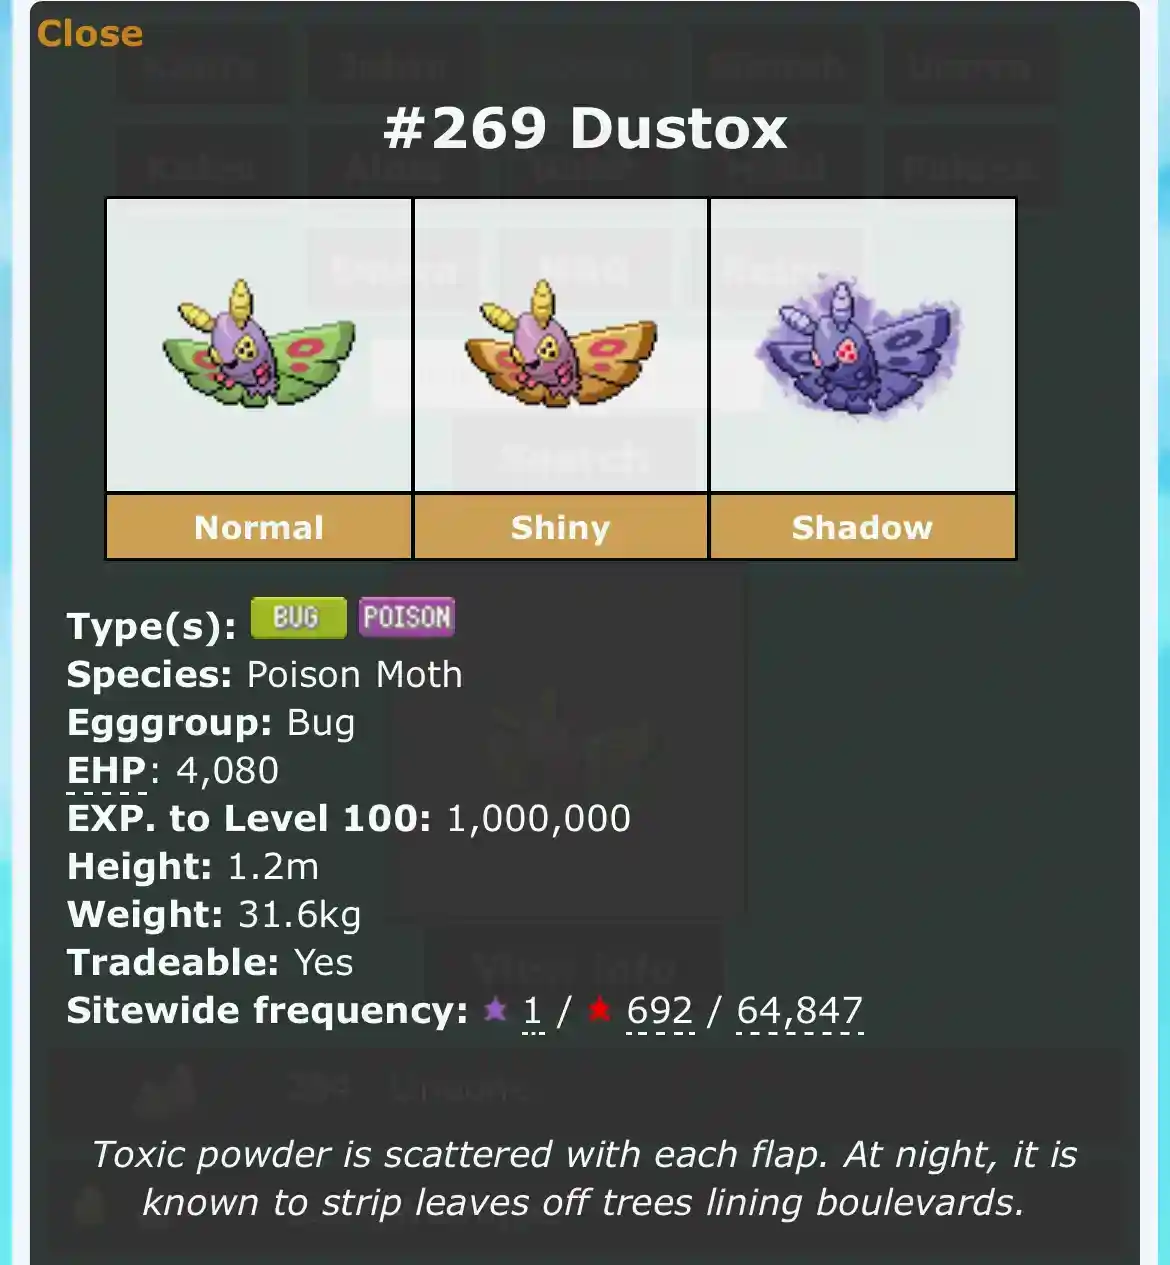 Close
#269 Dustox
Normal Shiny Shadow
Type(s): BUG POISON
Species: Poison Moth
Egggroup: Bug
EHP: 4,080
EXP. to Level 100: 1,000,000
Height: 1.2m
Weight: 31.6kg
Tradeable: Yes
Sitewide frequency: ★ 1 / ★ 692 / 64,847
Toxic powder is scattered with each flap. At night, it is
known to strip leaves off trees lining boulevards.